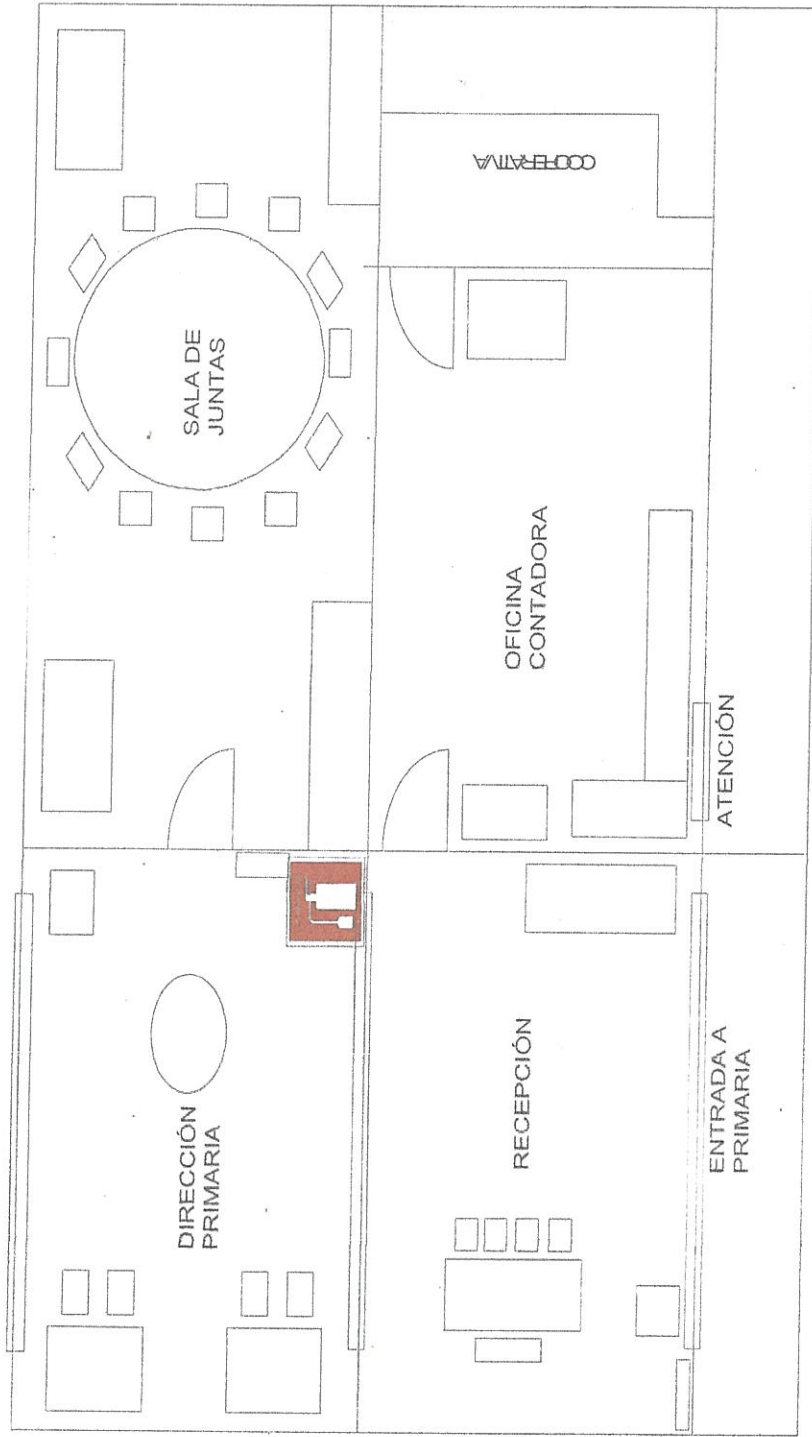 DIRECCIÓN
PRIMARIA
SALA DE
JUNTAS
RECEPCIÓN
OFICINA
CONTADORA
COOPERATIVA
ENTRADA A
PRIMARIA
ATENCIÓN